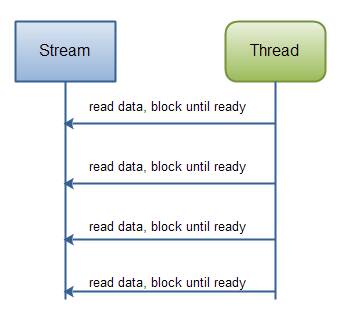 Stream
Thread
read data, block until ready
read data, block until ready
read data, block until ready
read data, block until ready